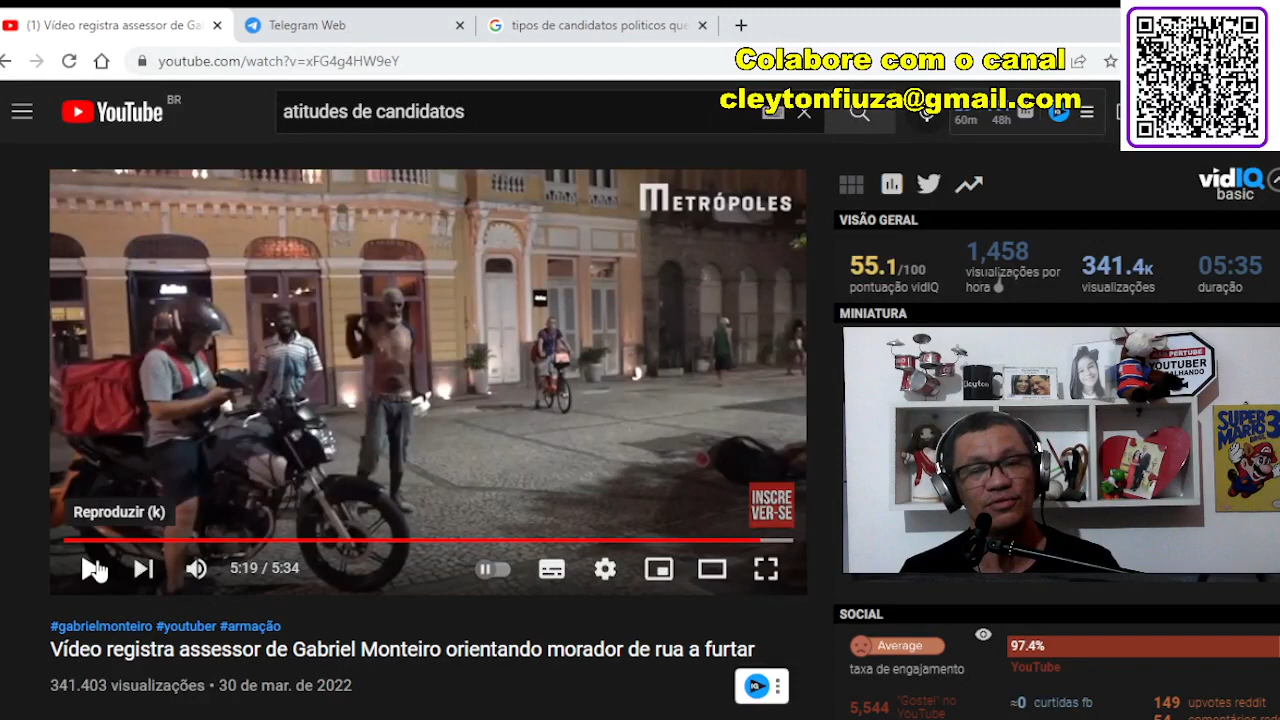 (1) Vídeo registra assessor de Ga
Telegram Web
tipos de candidatos politicos que
youtube.com/watch?v=xFG4g4HW9eY
Colabore com o canal
cleytonfiuza@gmail.com
YouTube BR
atitudes de candidatos
60m 48h
METRÓPOLES
vidIQ
basic
VISÃO GERAL
55.1/100
pontuação vidIQ
1,458
visualizações por
hora
341.4K
visualizações
05:35
duração
MINIATURA
YOUTUBER
Cleyton
SUPER
MARIO
3
INSCRE
VER-SE
Reproduzir (k)
5:19 / 5:34
#gabrielmonteiro #youtuber #armação
Vídeo registra assessor de Gabriel Monteiro orientando morador de rua a furtar
341.403 visualizações • 30 de mar. de 2022
SOCIAL
Average
taxa de engajamento
97.4%
YouTube
5,544
"Gostei" no
YouTube
≈0 curtidas fb
149 upvotes reddit